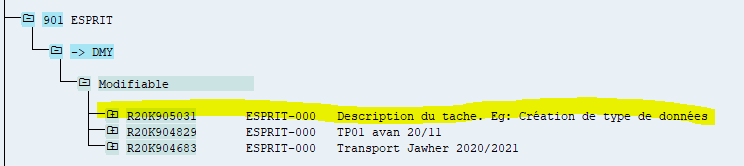 901 ESPRIT
-> DMY
Modifiable
R20K905031 ESPRIT-000 Description du tache. Eg: Création de type de données
R20K904829 ESPRIT-000 TP01 avan 20/11
R20K904683 ESPRIT-000 Transport Jawher 2020/2021